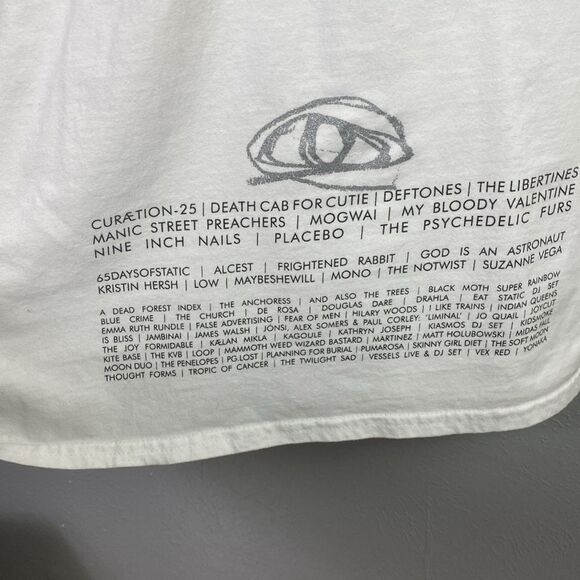 CURÆTION-25 | DEATH CAB FOR CUTIE | DEFTONES | THE LIBERTINES
MANIC STREET PREACHERS | MOGWAI | MY BLOODY VALENTINE
NINE INCH NAILS | PLACEBO | THE PSYCHEDELIC FURS
65DAYSOFSTATIC | ALCEST | FRIGHTENED RABBIT | GOD IS AN ASTRONAUT
KRISTIN HERSH | LOW | MAYBESHEWILL | MONO | THE NOTWIST | SUZANNE VEGA
A DEAD FOREST INDEX | THE ANCHORESS | AND ALSO THE TREES | BLACK MOTH SUPER RAINBOW
BLUE CRIME | THE CHURCH | DE ROSA | DOUGLAS DARE | DRAHLA | EAT STATIC DJ SET
EMMA RUTH RUNDLE | FALSE ADVERTISING | FEAR OF MEN | HILARY WOODS | I LIKE TRAINS | INDIAN QUEENS
IS BLISS | JAMBINAI | JAMES WALSH | JÓNSI, ALEX SOMERS & PAUL CORLEY: 'LIMINAL' | JO QUAIL | JOYCUT
THE JOY FORMIDABLE | KÆLAN MIKLA | KAGOULE | KATHRYN JOSEPH | KIASMOS DJ SET | KIDSMOKE
KITE BASE | THE KVB | LOOP | MAMMOTH WEED WIZARD BASTARD | MARTINEZ | MATT HOLUBOWSKI | MIDAS FALL
MOON DUO | THE PENELOPES | PG.LOST | PLANNING FOR BURIAL | PUMAROSA | SKINNY GIRL DIET | THE SOFT MOON
THOUGHT FORMS | TROPIC OF CANCER | THE TWILIGHT SAD | VESSELS LIVE & DJ SET | VEX RED | YONAKA